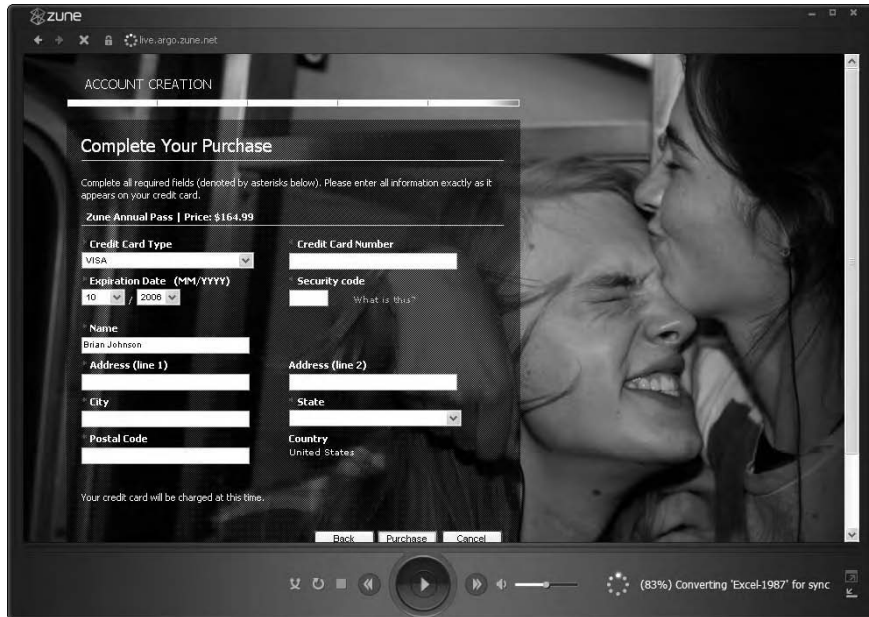 zune
live.argo.zune.net
ACCOUNT CREATION
Complete Your Purchase
Complete all required fields (denoted by asterisks below). Please enter all information exactly as it
appears on your credit card.
Zune Annual Pass | Price: $164.99
* Credit Card Type
* Credit Card Number
VISA
* Expiration Date (MM/YYYY)
* Security code
10 / 2006
What is this?
* Name
Brian Johnson
* Address (line 1)
Address (line 2)
* City
* State
* Postal Code
Country
United States
Your credit card will be charged at this time.
Back Purchase Cancel
(83%) Converting 'Excel-1987' for sync